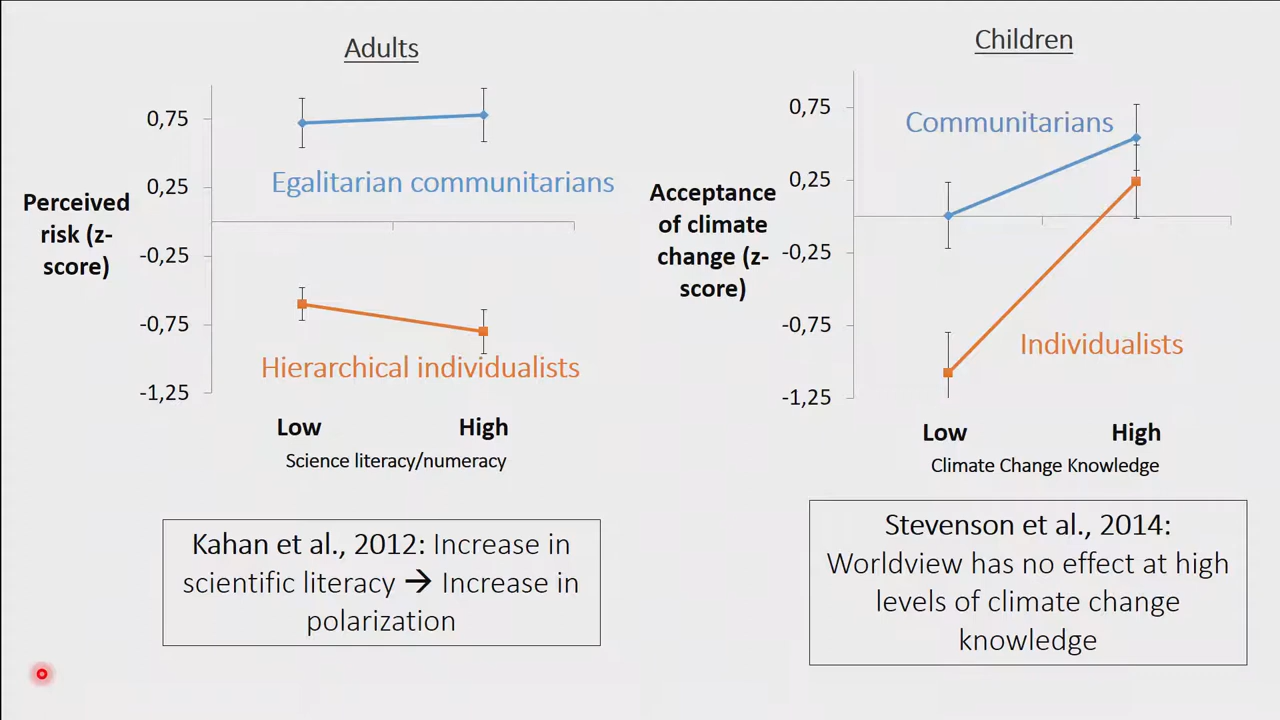 Adults
0,75
0,25
-0,25
-0,75
-1,25
Perceived
risk (z-
score)
Egalitarian communitarians
Hierarchical individualists
Low High
Science literacy/numeracy
Kahan et al., 2012: Increase in
scientific literacy → Increase in
polarization
Children
0,75
0,25
-0,25
-0,75
-1,25
Acceptance
of climate
change (z-
score)
Communitarians
Individualists
Low High
Climate Change Knowledge
Stevenson et al., 2014:
Worldview has no effect at high
levels of climate change
knowledge